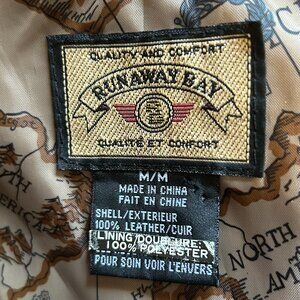 QUALITY AND COMFORT
RUNAWAY BAY
QUALITE ET CONFORT
M/M
MADE IN CHINA
FAIT EN CHINE
SHELL/EXTERIEUR
100% LEATHER/CUIR
LINING/DOUBLURE:
100% POLYESTER
POUR SOIN VOIR L'ENVERS
NORTH